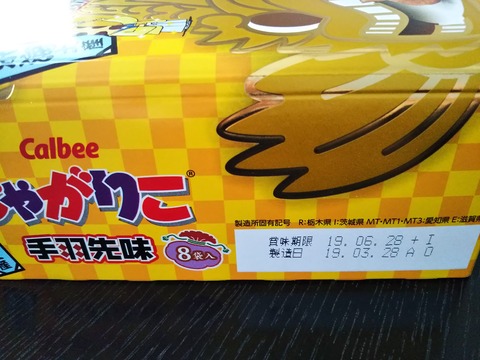 Calbee
ゃがりこ®
手羽先味
8袋入
製造所固有記号 R:栃木県 I:茨城県 MT・MT1・MT3:愛知県 E:滋賀県
賞味期限 19.06.28 + I
製造日 19.03.28 A O